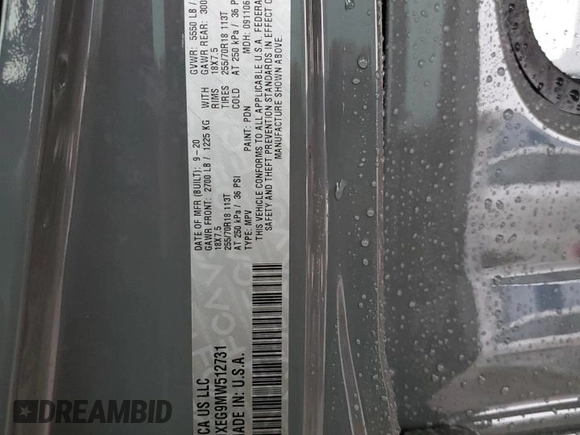 CA US LLC
DATE OF MFR (BUILT): 9-20
GVWR: 5550 LB /
GAWR FRONT: 2700 LB / 1225 KG WITH
GAWR REAR: 300
18X7.5 RIMS 18X7.5
255/70R18 113T TIRES 255/70R18 113T
AT 250 kPa / 36 PSI COLD AT 250 kPa / 36 PSI
TYPE: MPV PAINT: PDN MDH: 091106
THIS VEHICLE CONFORMS TO ALL APPLICABLE U.S.A. FEDERA
SAFETY AND THEFT PREVENTION STANDARDS IN EFFECT O
MANUFACTURE SHOWN ABOVE.
XEG9MW512731
ADE IN: U.S.A.
DREAMBID